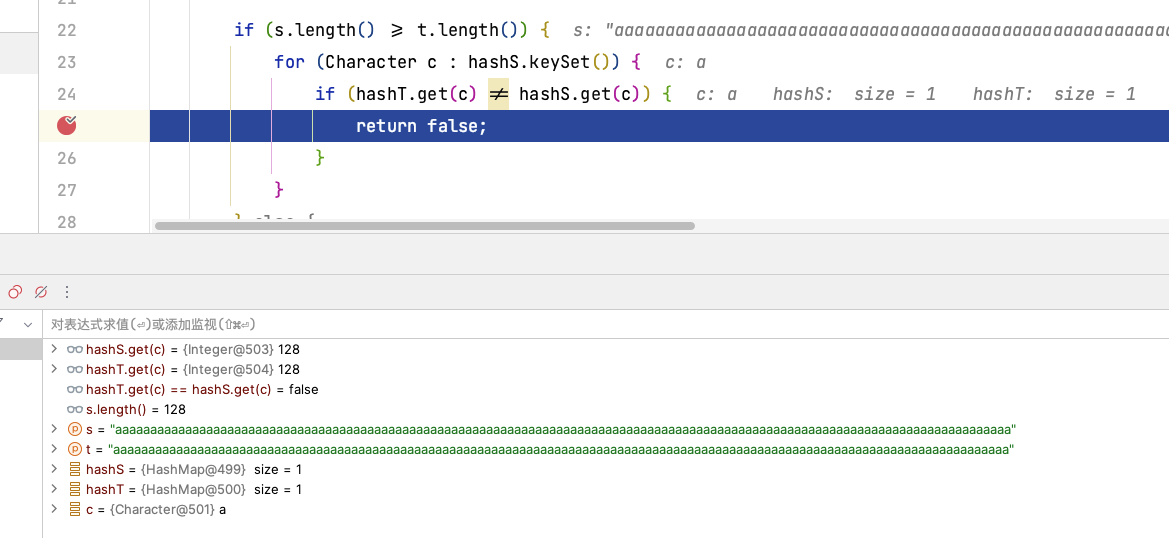 22 if (s.length() ≥ t.length()) { s: "aaaaaaaaaaaaaaaaaaaaaaaaaaaaaaaaaaaaaaaaaaaaaaaaaaaaaaa
23 for (Character c : hashS.keySet()) { c: a
24 if (hashT.get(c) ≠ hashS.get(c)) { c: a hashS: size = 1 hashT: size = 1
return false;
26 }
27 }
28 } else {
对表达式求值(⏎)或添加监视(⇧⌘⏎)
hashS.get(c) = {Integer@503} 128
hashT.get(c) = {Integer@504} 128
hashT.get(c) == hashS.get(c) = false
s.length() = 128
s = "aaaaaaaaaaaaaaaaaaaaaaaaaaaaaaaaaaaaaaaaaaaaaaaaaaaaaaaaaaaaaaaaaaaaaaaaaaaaaaaaaaaaaaaaaaaaaaaaaaaaaaaaaaaaaaaaaaaaaaaaaaaaaaaa"
t = "aaaaaaaaaaaaaaaaaaaaaaaaaaaaaaaaaaaaaaaaaaaaaaaaaaaaaaaaaaaaaaaaaaaaaaaaaaaaaaaaaaaaaaaaaaaaaaaaaaaaaaaaaaaaaaaaaaaaaaaaaaaaaaaa"
hashS = {HashMap@499} size = 1
hashT = {HashMap@500} size = 1
c = {Character@501} a